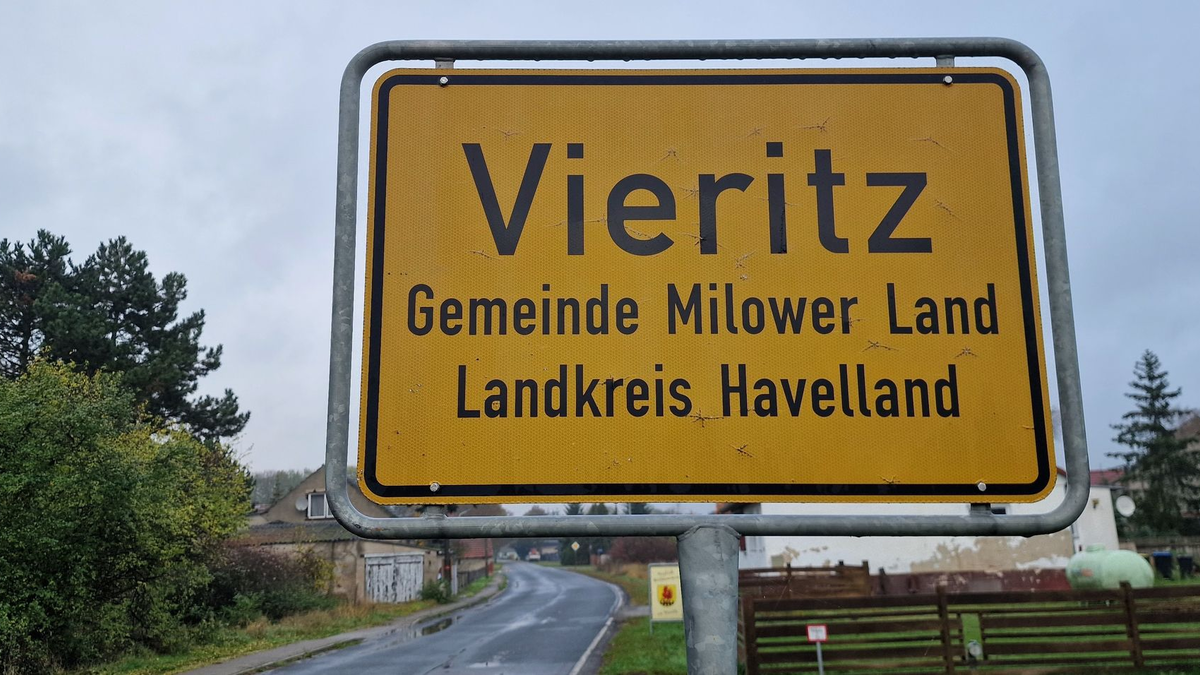 Vieritz
Gemeinde Milower Land
Landkreis Havelland